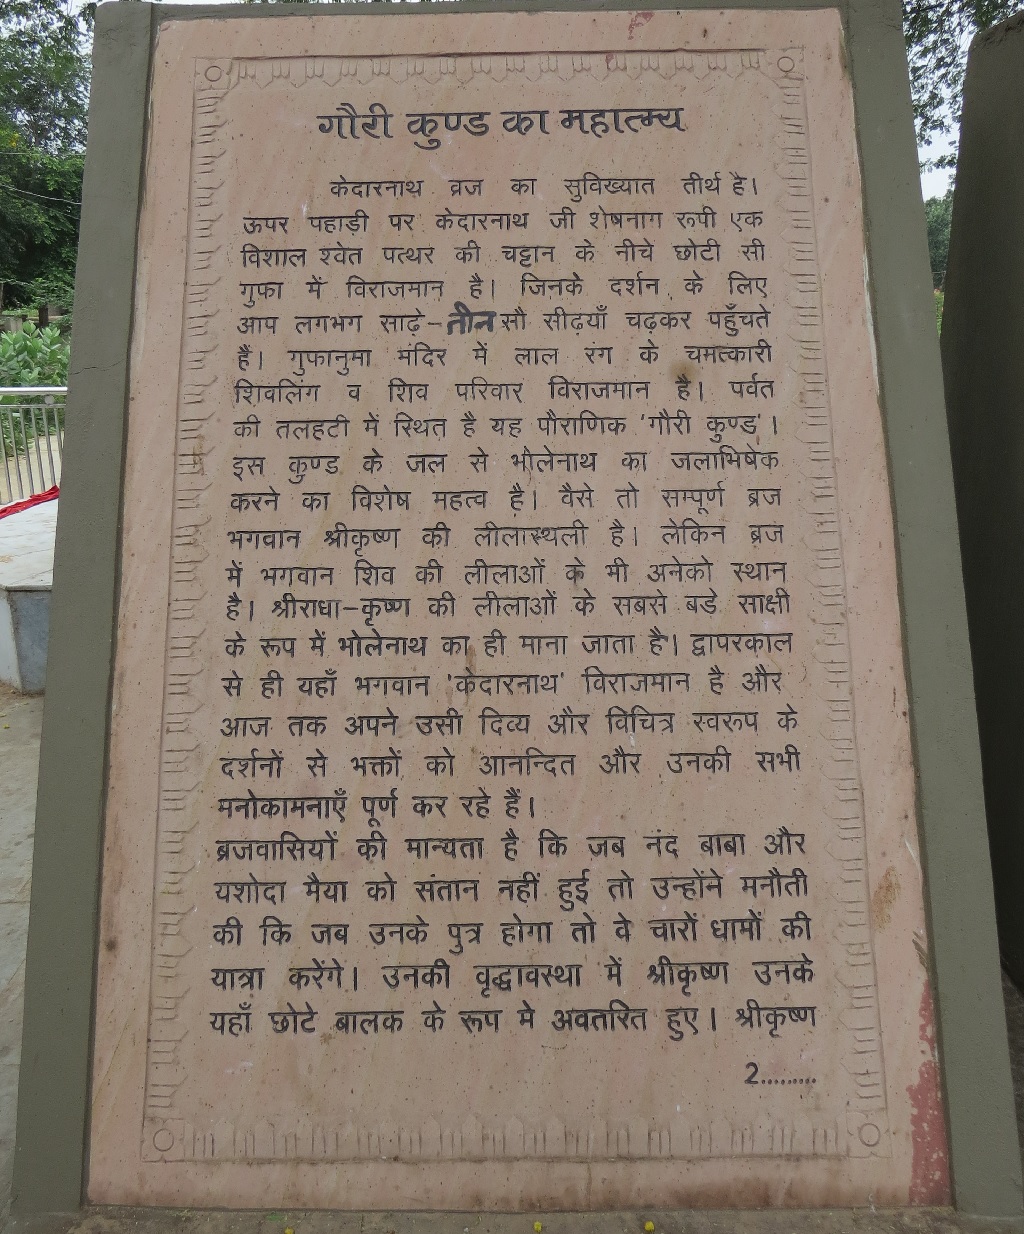 गौरी कुण्ड का महात्म्य
केदारनाथ व्रज का सुविख्यात तीर्थ है।
ऊपर पहाड़ी पर केदारनाथ जी शेषनाग रूपी एक
विशाल श्वेत पत्थर की चट्टान के नीचे छोटी सी
गुफा में विराजमान है। जिनके दर्शन के लिए
आप लगभग साढ़े-तीन सौ सीढ़याँ चढ़कर पहुँचते
हैं। गुफानुमा मंदिर में लाल रंग के चमत्कारी
शिवलिंग व शिव परिवार विराजमान है। पर्वत
की तलहटी में स्थित है यह पौराणिक 'गौरी कुण्ड'।
इस कुण्ड के जल से भोलेनाथ का जलाभिषेक
करने का विशेष महत्व है। वैसे तो सम्पूर्ण ब्रज
भगवान श्रीकृष्ण की लीलास्थली है। लेकिन ब्रज
में भगवान शिव की लीलाओं के भी अनेको स्थान
है। श्रीराधा-कृष्ण की लीलाओं के सबसे बडे साक्षी
के रूप में भोलेनाथ का ही माना जाता है। द्वापरकाल
से ही यहाँ भगवान 'केदारनाथ' विराजमान है और
आज तक अपने उसी दिव्य और विचित्र स्वरूप के
दर्शनों से भक्तों को आनन्दित और उनकी सभी
मनोकामनाएँ पूर्ण कर रहे हैं।
ब्रजवासियों की मान्यता है कि जब नंद बाबा और
यशोदा मैया को संतान नहीं हुई तो उन्होंने मनौती
की कि जब उनके पुत्र होगा तो वे चारों धामों की
यात्रा करेंगे। उनकी वृद्धावस्था में श्रीकृष्ण उनके
यहाँ छोटे बालक के रूप मे अवतरित हुए। श्रीकृष्ण
2.........